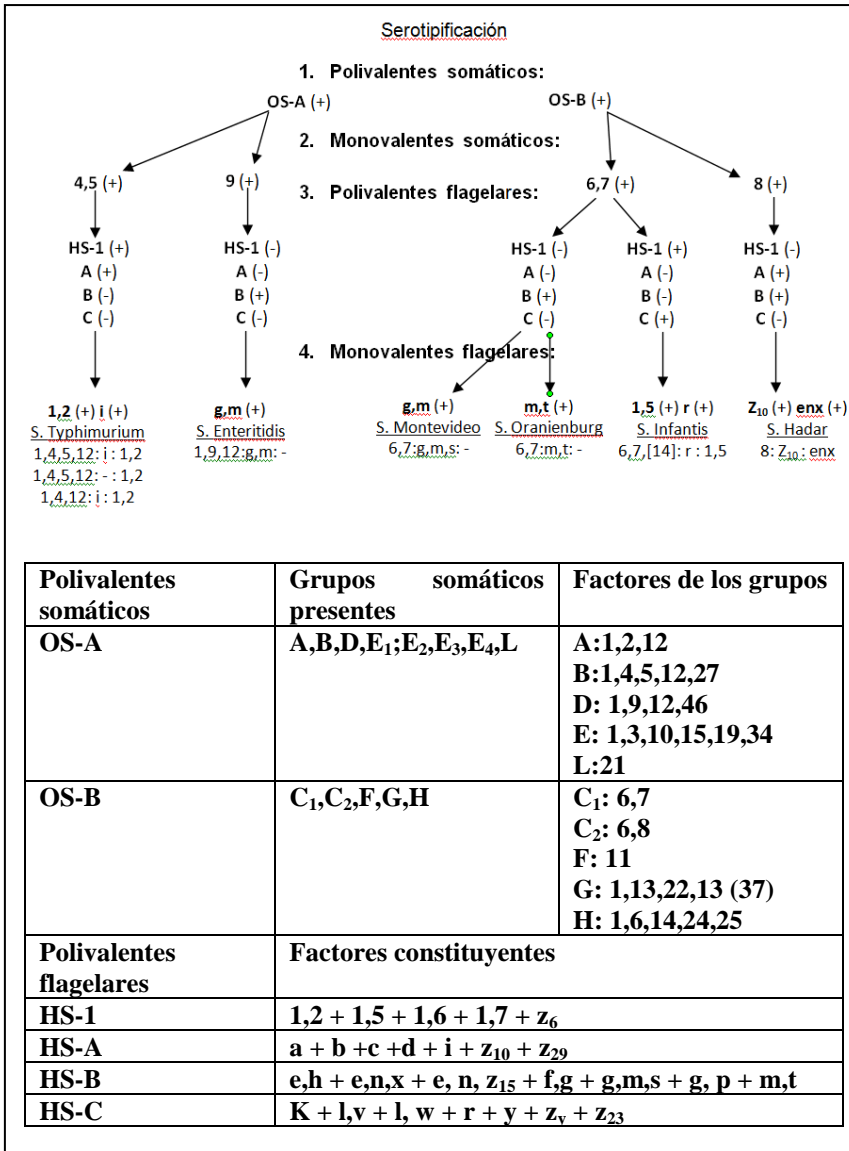 Serotipificación
1. Polivalentes somáticos:
OS-A (+) OS-B (+)
2. Monovalentes somáticos:
4,5 (+) 9 (+) 6,7 (+) 8 (+)
3. Polivalentes flagelares:
HS-1 (+) HS-1 (-) HS-1 (-) HS-1 (+) HS-1 (-)
A (+) A (-) A (-) A (-) A (+)
B (-) B (+) B (+) B (-) B (+)
C (-) C (-) C (-) C (+) C (-)
4. Monovalentes flagelares:
1,2 (+) i (+) g,m (+) g,m (+) m,t (+) 1,5 (+) r (+) Z₁₀ (+) enx (+)
S. Typhimurium S. Enteritidis S. Montevideo S. Oranienburg S. Infantis S. Hadar
1,4,5,12: i : 1,2 1,9,12:g,m: - 6,7:g,m,s: - 6,7:m,t: - 6,7,[14]: r : 1,5 8: Z₁₀ : enx
1,4,5,12: - : 1,2
1,4,12: i : 1,2
Polivalentes Grupos somáticos Factores de los grupos
somáticos presentes
OS-A A,B,D,E₁;E₂,E₃,E₄,L A:1,2,12
B:1,4,5,12,27
D: 1,9,12,46
E: 1,3,10,15,19,34
L:21
OS-B C₁,C₂,F,G,H C₁: 6,7
C₂: 6,8
F: 11
G: 1,13,22,13 (37)
H: 1,6,14,24,25
Polivalentes Factores constituyentes
flagelares
HS-1 1,2 + 1,5 + 1,6 + 1,7 + z₆
HS-A a + b +c +d + i + z₁₀ + z₂₉
HS-B e,h + e,n,x + e, n, z₁₅ + f,g + g,m,s + g, p + m,t
HS-C K + l,v + l, w + r + y + zᵥ + z₂₃